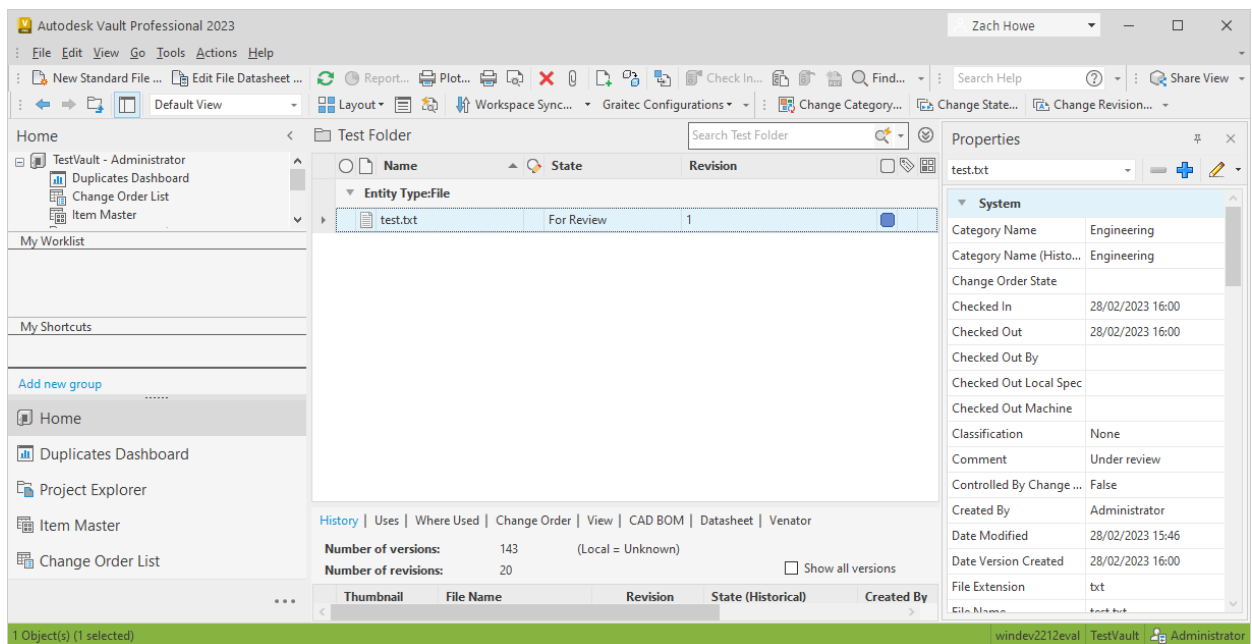 Autodesk Vault Professional 2023
Zach Howe
File Edit View Go Tools Actions Help
New Standard File ... Edit File Datasheet ... Report... Plot... Check In... Find... Search Help Share View
Default View Layout Workspace Sync... Graitec Configurations Change Category... Change State... Change Revision...
Home
TestVault - Administrator
Duplicates Dashboard
Change Order List
Item Master
My Worklist
My Shortcuts
Add new group
Home
Duplicates Dashboard
Project Explorer
Item Master
Change Order List
Test Folder
Search Test Folder
Name State Revision
Entity Type:File
test.txt For Review 1
History | Uses | Where Used | Change Order | View | CAD BOM | Datasheet | Venator
Number of versions: 143 (Local = Unknown)
Number of revisions: 20 Show all versions
Thumbnail File Name Revision State (Historical) Created By
Properties
test.txt
System
Category Name Engineering
Category Name (Histo... Engineering
Change Order State
Checked In 28/02/2023 16:00
Checked Out 28/02/2023 16:00
Checked Out By
Checked Out Local Spec
Checked Out Machine
Classification None
Comment Under review
Controlled By Change ... False
Created By Administrator
Date Modified 28/02/2023 15:46
Date Version Created 28/02/2023 16:00
File Extension txt
File Name test.txt
1 Object(s) (1 selected)
windev2212eval TestVault Administrator